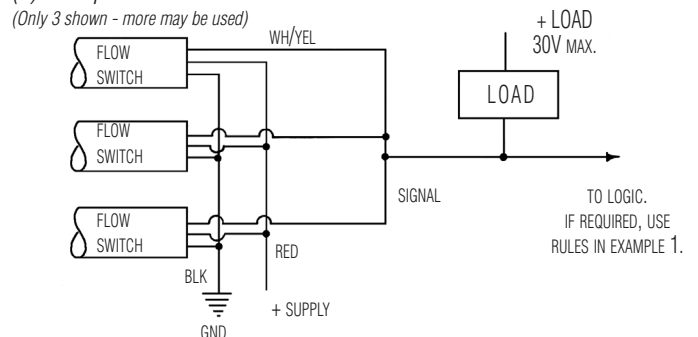 (Only 3 shown - more may be used)
WH/YEL
+ LOAD
30V MAX.
FLOW
SWITCH
LOAD
FLOW
SWITCH
SIGNAL
TO LOGIC.
IF REQUIRED, USE
RULES IN EXAMPLE 1.
FLOW
SWITCH
RED
BLK
+ SUPPLY
GND